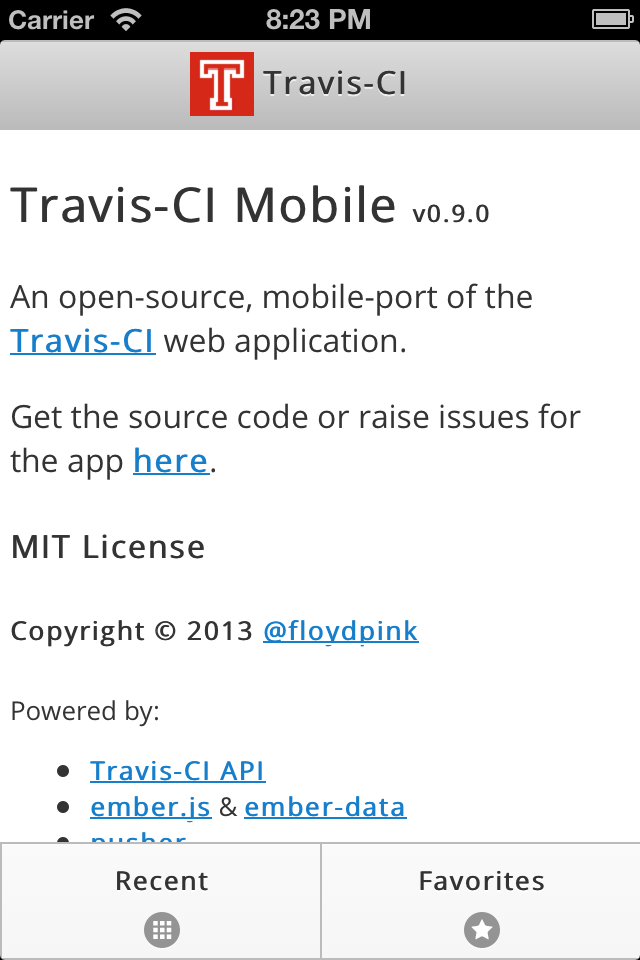 Carrier 8:23 PM
T Travis-CI
Travis-CI Mobile v0.9.0
An open-source, mobile-port of the
Travis-CI web application.
Get the source code or raise issues for
the app here.
MIT License
Copyright © 2013 @floydpink
Powered by:
• Travis-CI API
• ember.js & ember-data
• pusher
Recent Favorites